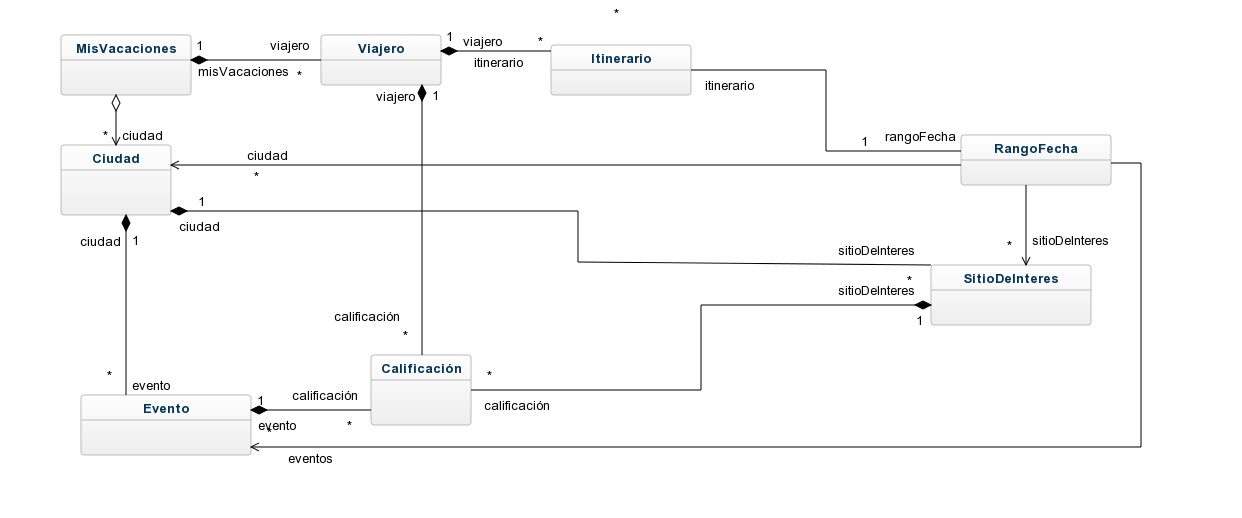 *
MisVacaciones
1
viajero
misVacaciones *
Viajero
1 viajero
*
itinerario
Itinerario
itinerario
viajero 1
* ciudad
Ciudad
ciudad
*
1 rangoFecha
RangoFecha
1
ciudad
ciudad 1
* sitioDeInteres
sitioDeInteres
*
SitioDeInteres
sitioDeInteres
1
calificación
*
Calificación
*
calificación
*
evento
Evento
1
calificación
evento
*
*
eventos